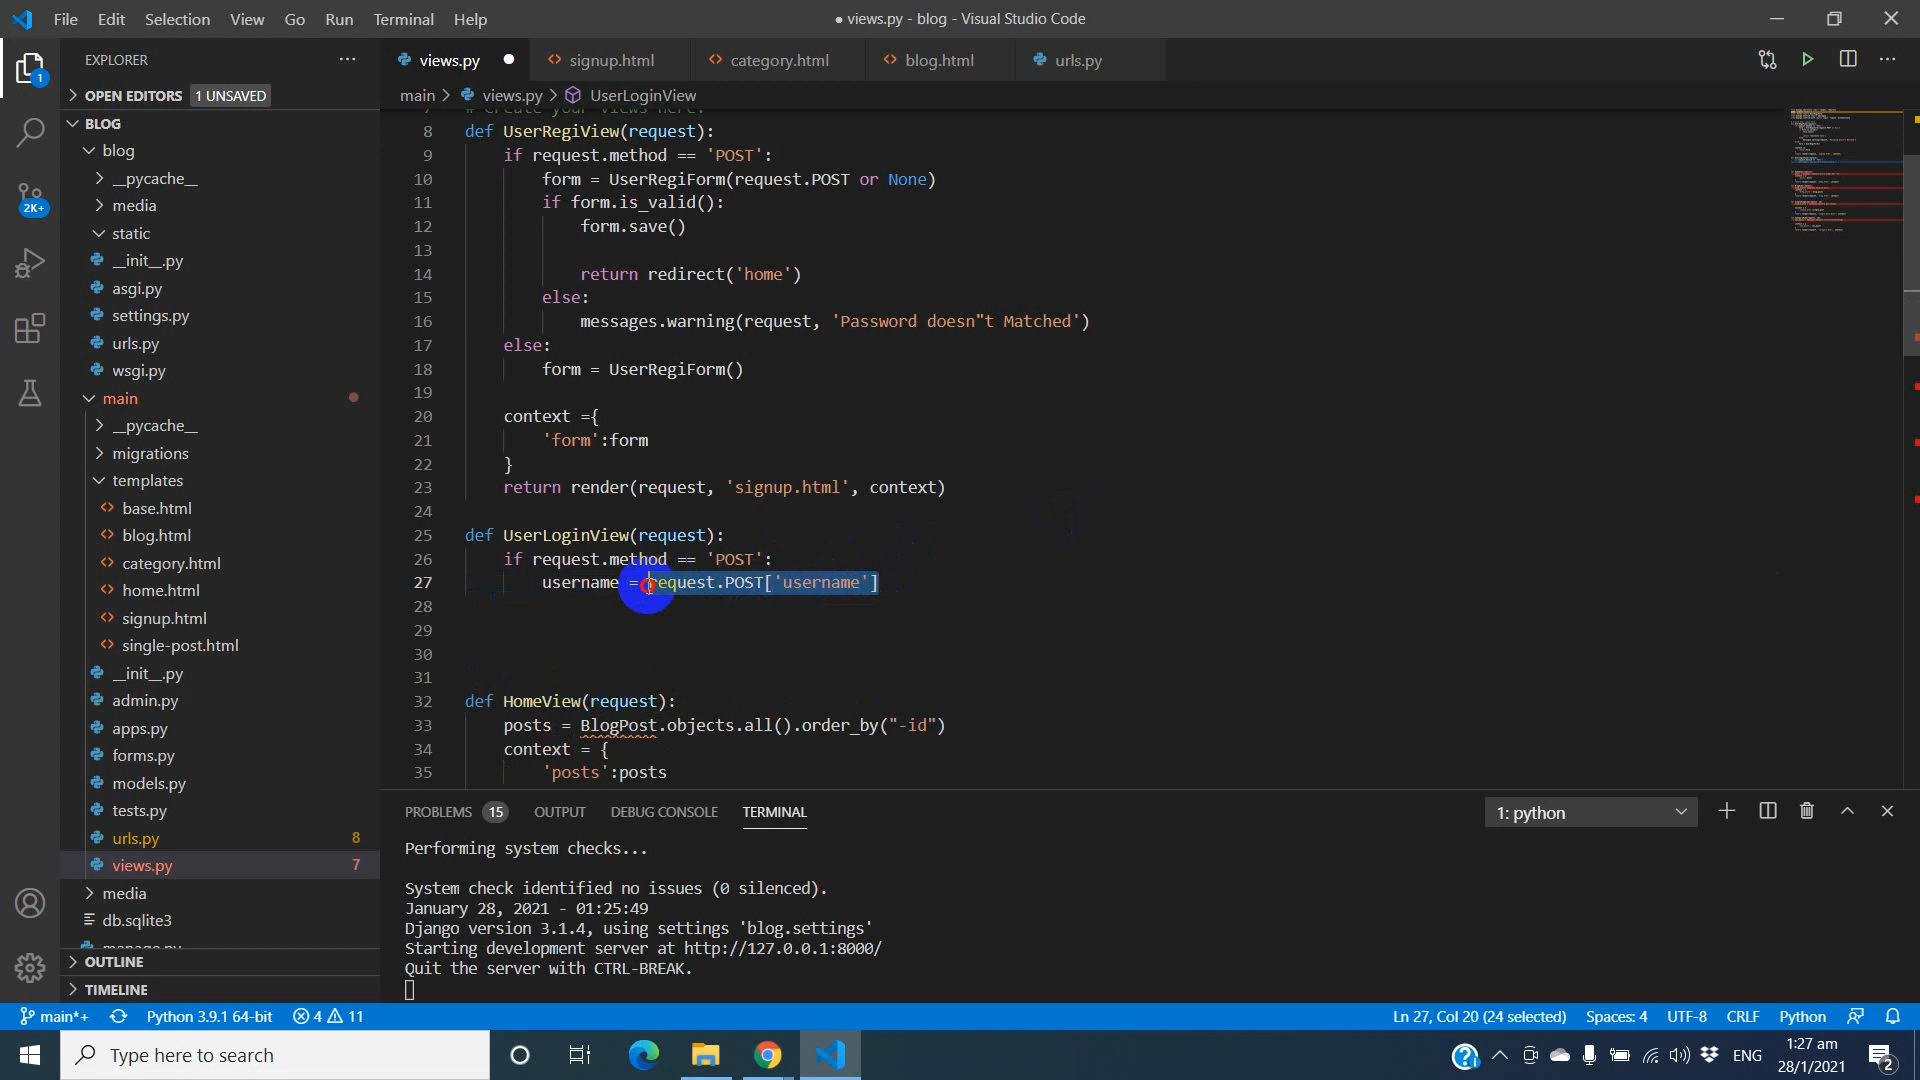 File Edit Selection View Go Run Terminal Help
● views.py - blog - Visual Studio Code
EXPLORER
views.py signup.html category.html blog.html urls.py
OPEN EDITORS 1 UNSAVED
main > views.py > UserLoginView
BLOG
blog
__pycache__
media
static
__init__.py
asgi.py
settings.py
urls.py
wsgi.py
main
__pycache__
migrations
templates
base.html
blog.html
category.html
home.html
signup.html
single-post.html
__init__.py
admin.py
apps.py
forms.py
models.py
tests.py
urls.py 8
views.py 7
media
db.sqlite3
manage.py
OUTLINE
TIMELINE
1
2K+
7 # Create your views here.
8 def UserRegiView(request):
9 if request.method == 'POST':
10 form = UserRegiForm(request.POST or None)
11 if form.is_valid():
12 form.save()
13
14 return redirect('home')
15 else:
16 messages.warning(request, 'Password doesn"t Matched')
17 else:
18 form = UserRegiForm()
19
20 context ={
21 'form':form
22 }
23 return render(request, 'signup.html', context)
24
25 def UserLoginView(request):
26 if request.method == 'POST':
27 username = request.POST['username']
28
29
30
31
32 def HomeView(request):
33 posts = BlogPost.objects.all().order_by("-id")
34 context = {
35 'posts':posts
PROBLEMS 15 OUTPUT DEBUG CONSOLE TERMINAL
1: python
Performing system checks...
System check identified no issues (0 silenced).
January 28, 2021 - 01:25:49
Django version 3.1.4, using settings 'blog.settings'
Starting development server at http://127.0.0.1:8000/
Quit the server with CTRL-BREAK.
main*+ Python 3.9.1 64-bit 4 11
Ln 27, Col 20 (24 selected) Spaces: 4 UTF-8 CRLF Python
Type here to search
ENG
1:27 am
28/1/2021
2